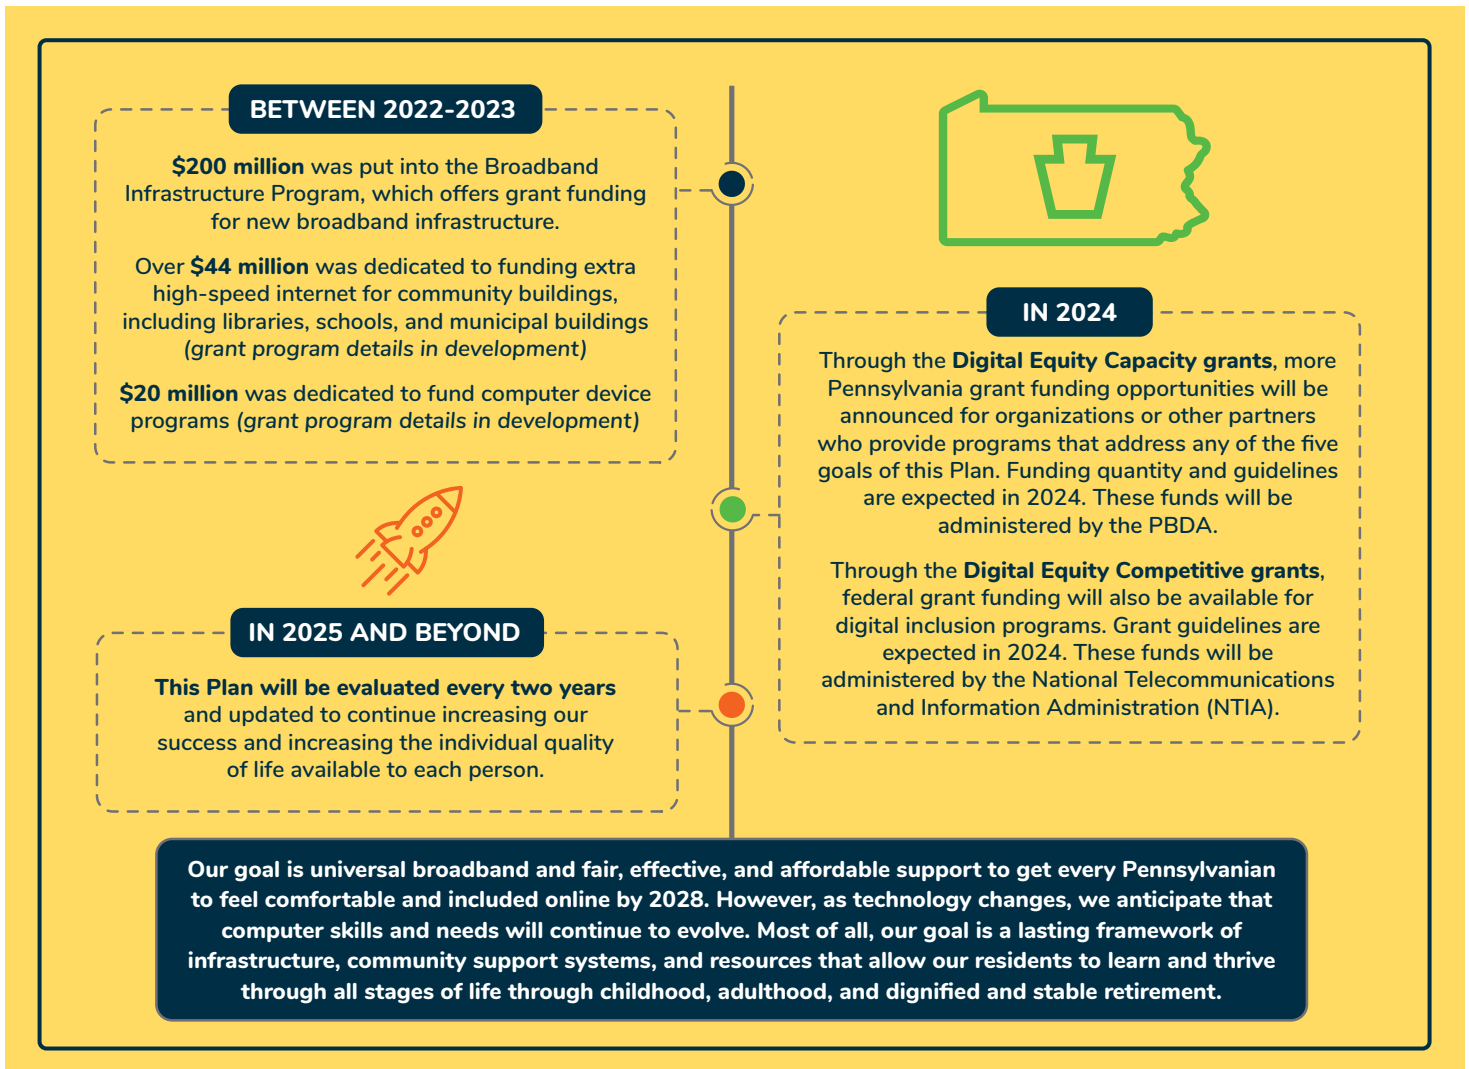 BETWEEN 2022-2023
$200 million was put into the Broadband
Infrastructure Program, which offers grant funding
for new broadband infrastructure.
Over $44 million was dedicated to funding extra
high-speed internet for community buildings,
including libraries, schools, and municipal buildings
(grant program details in development)
$20 million was dedicated to fund computer device
programs (grant program details in development)
IN 2024
Through the Digital Equity Capacity grants, more
Pennsylvania grant funding opportunities will be
announced for organizations or other partners
who provide programs that address any of the five
goals of this Plan. Funding quantity and guidelines
are expected in 2024. These funds will be
administered by the PBDA.
Through the Digital Equity Competitive grants,
federal grant funding will also be available for
digital inclusion programs. Grant guidelines are
expected in 2024. These funds will be
administered by the National Telecommunications
and Information Administration (NTIA).
IN 2025 AND BEYOND
This Plan will be evaluated every two years
and updated to continue increasing our
success and increasing the individual quality
of life available to each person.
Our goal is universal broadband and fair, effective, and affordable support to get every Pennsylvanian
to feel comfortable and included online by 2028. However, as technology changes, we anticipate that
computer skills and needs will continue to evolve. Most of all, our goal is a lasting framework of
infrastructure, community support systems, and resources that allow our residents to learn and thrive
through all stages of life through childhood, adulthood, and dignified and stable retirement.